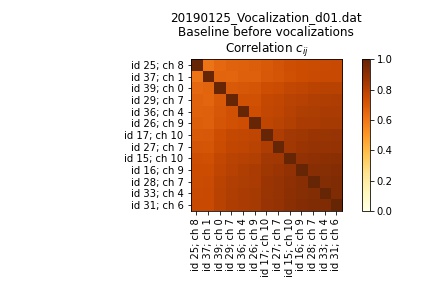 20190125_Vocalization_d01.dat
Baseline before vocalizations
Correlation c_ij
id 25; ch 8
id 37; ch 1
id 39; ch 0
id 29; ch 7
id 36; ch 4
id 26; ch 9
id 17; ch 10
id 27; ch 7
id 15; ch 10
id 16; ch 9
id 28; ch 7
id 33; ch 4
id 31; ch 6
1.0
0.8
0.6
0.4
0.2
0.0
id 25; ch 8
id 37; ch 1
id 39; ch 0
id 29; ch 7
id 36; ch 4
id 26; ch 9
id 17; ch 10
id 27; ch 7
id 15; ch 10
id 16; ch 9
id 28; ch 7
id 33; ch 4
id 31; ch 6